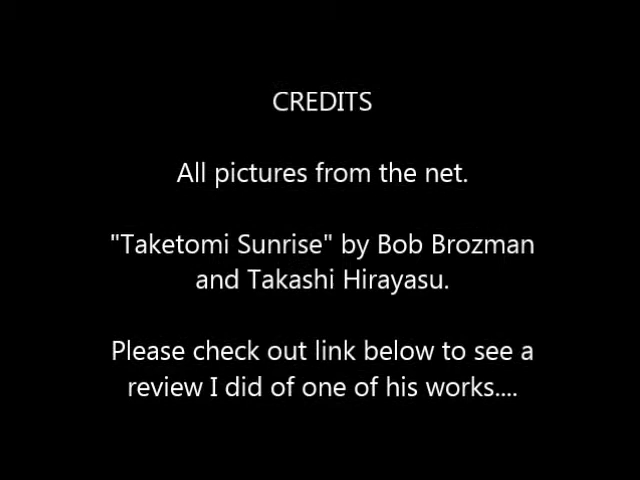 CREDITS
All pictures from the net.
"Taketomi Sunrise" by Bob Brozman
and Takashi Hirayasu.
Please check out link below to see a
review I did of one of his works....